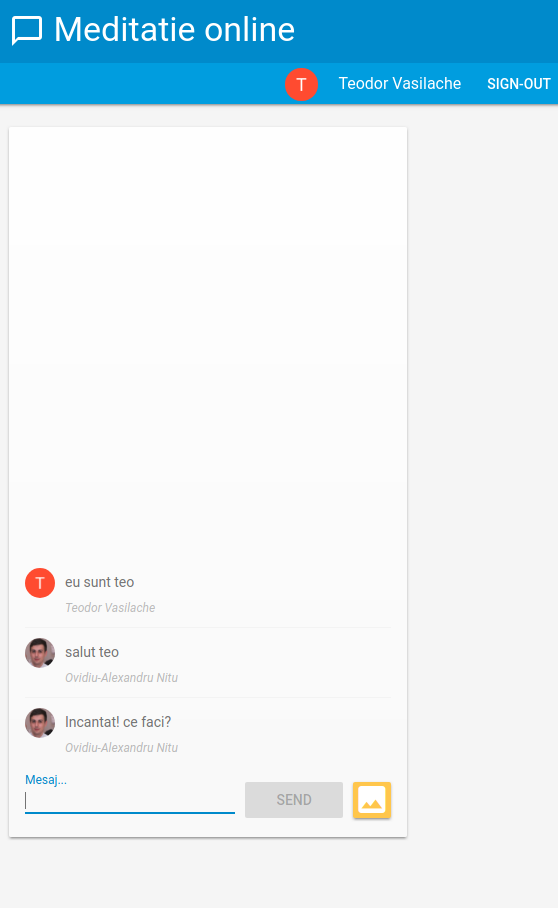 Meditatie online
T
Teodor Vasilache
SIGN-OUT
T
eu sunt teo
Teodor Vasilache
salut teo
Ovidiu-Alexandru Nitu
Incantat! ce faci?
Ovidiu-Alexandru Nitu
Mesaj...
SEND